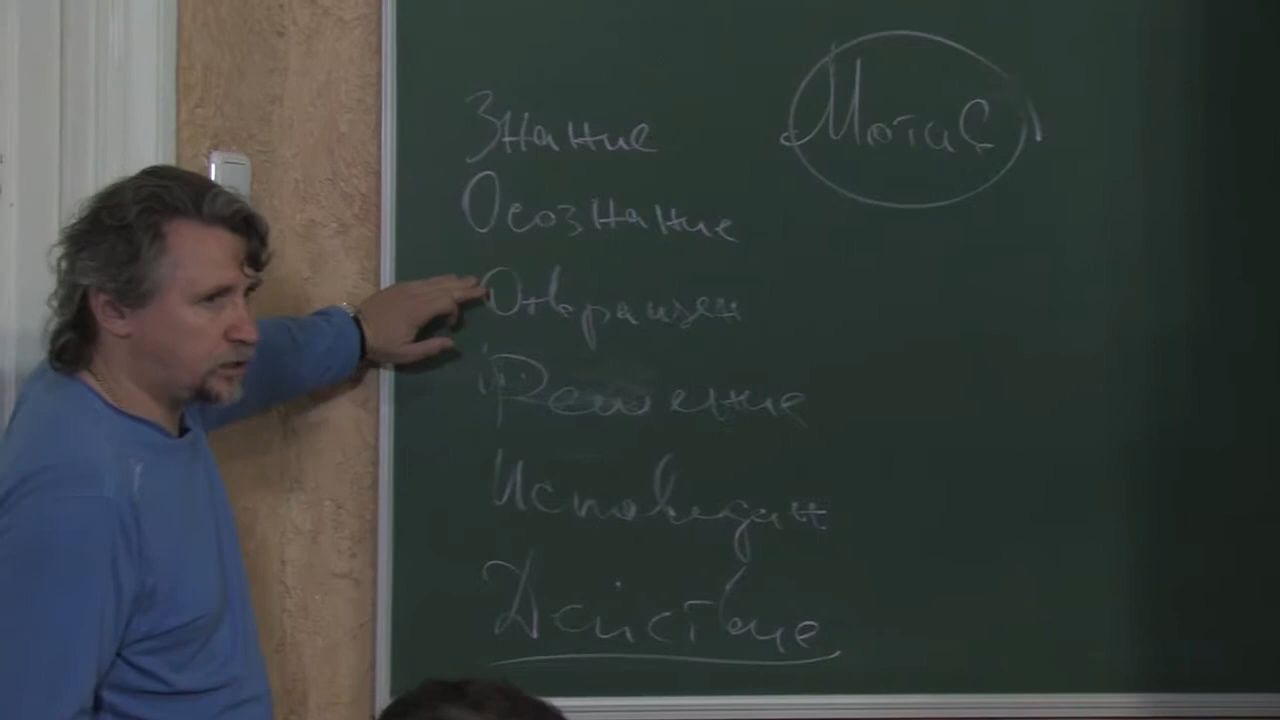 Знание
Мотив
Осознание
Отвращен
Решение
Исповедан
Действие